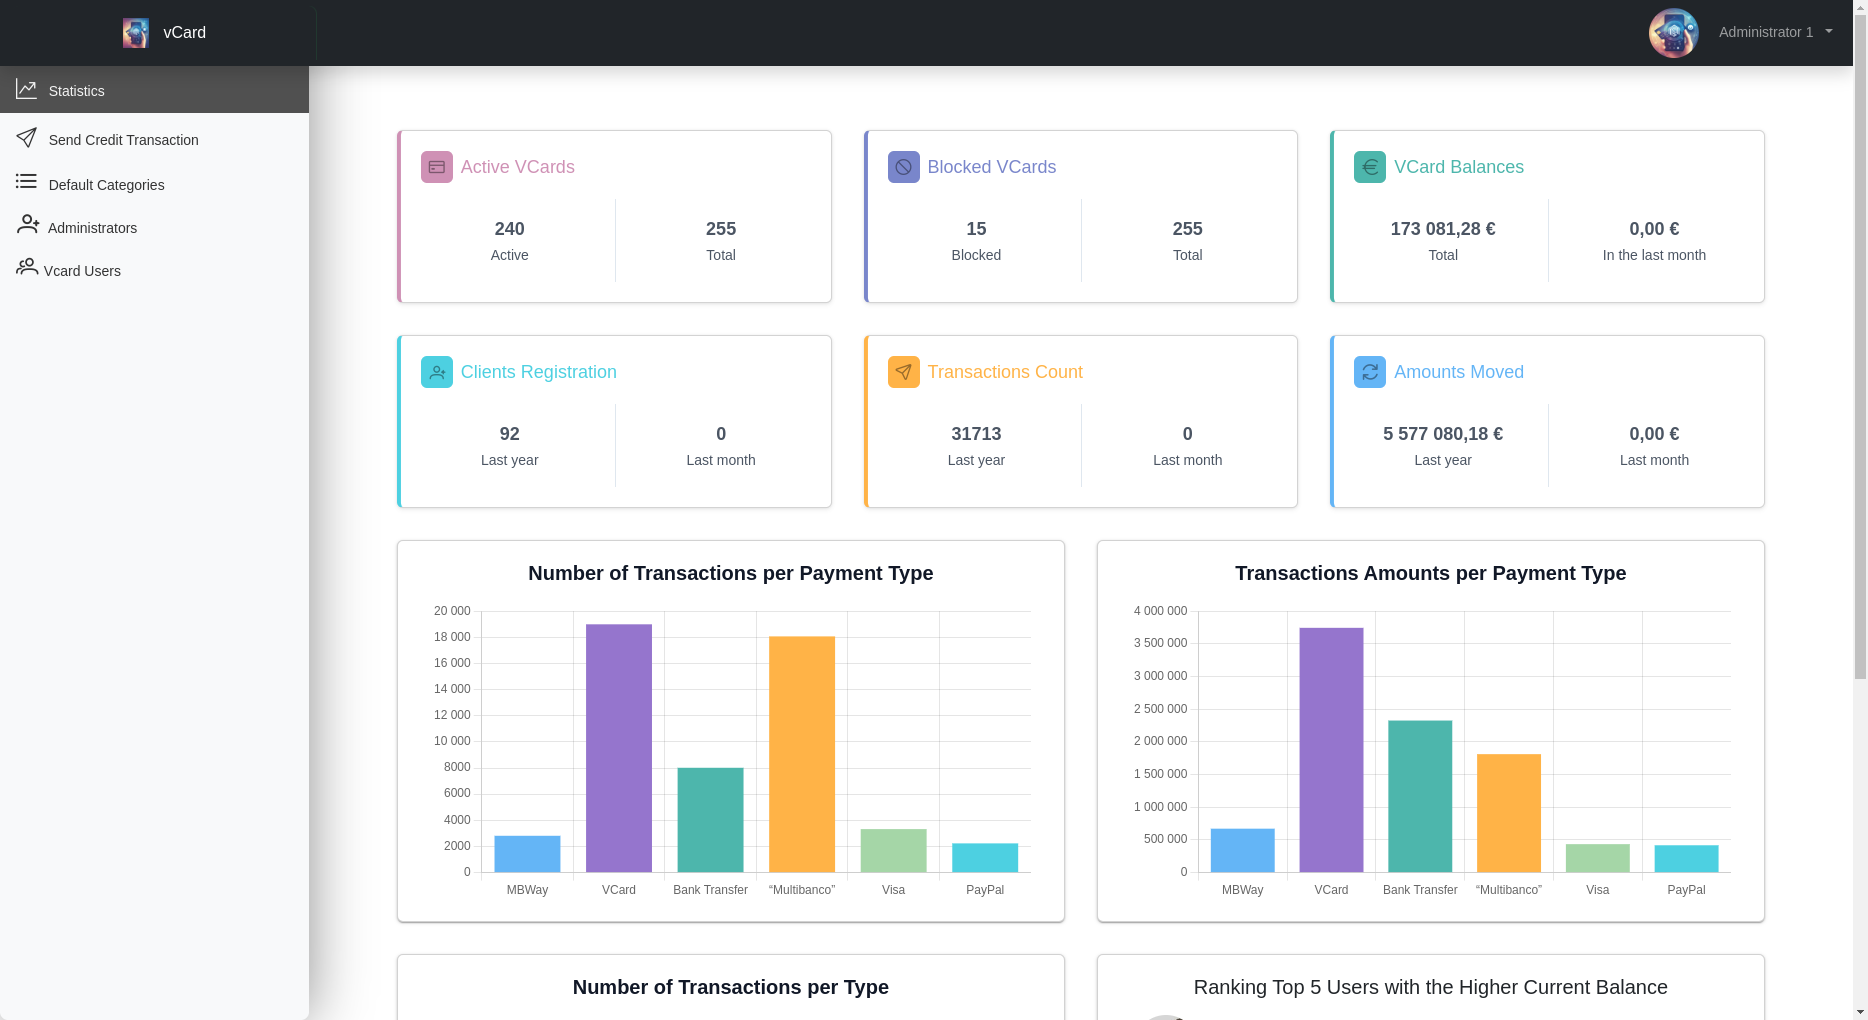 vCard
Administrator 1
Statistics
Send Credit Transaction
Default Categories
Administrators
Vcard Users
Active VCards
240
Active
255
Total
Blocked VCards
15
Blocked
255
Total
VCard Balances
173 081,28 €
Total
0,00 €
In the last month
Clients Registration
92
Last year
0
Last month
Transactions Count
31713
Last year
0
Last month
Amounts Moved
5 577 080,18 €
Last year
0,00 €
Last month
Number of Transactions per Payment Type
20 000
18 000
16 000
14 000
12 000
10 000
8000
6000
4000
2000
0
MBWay VCard Bank Transfer “Multibanco” Visa PayPal
Transactions Amounts per Payment Type
4 000 000
3 500 000
3 000 000
2 500 000
2 000 000
1 500 000
1 000 000
500 000
0
MBWay VCard Bank Transfer “Multibanco” Visa PayPal
Number of Transactions per Type
Ranking Top 5 Users with the Higher Current Balance